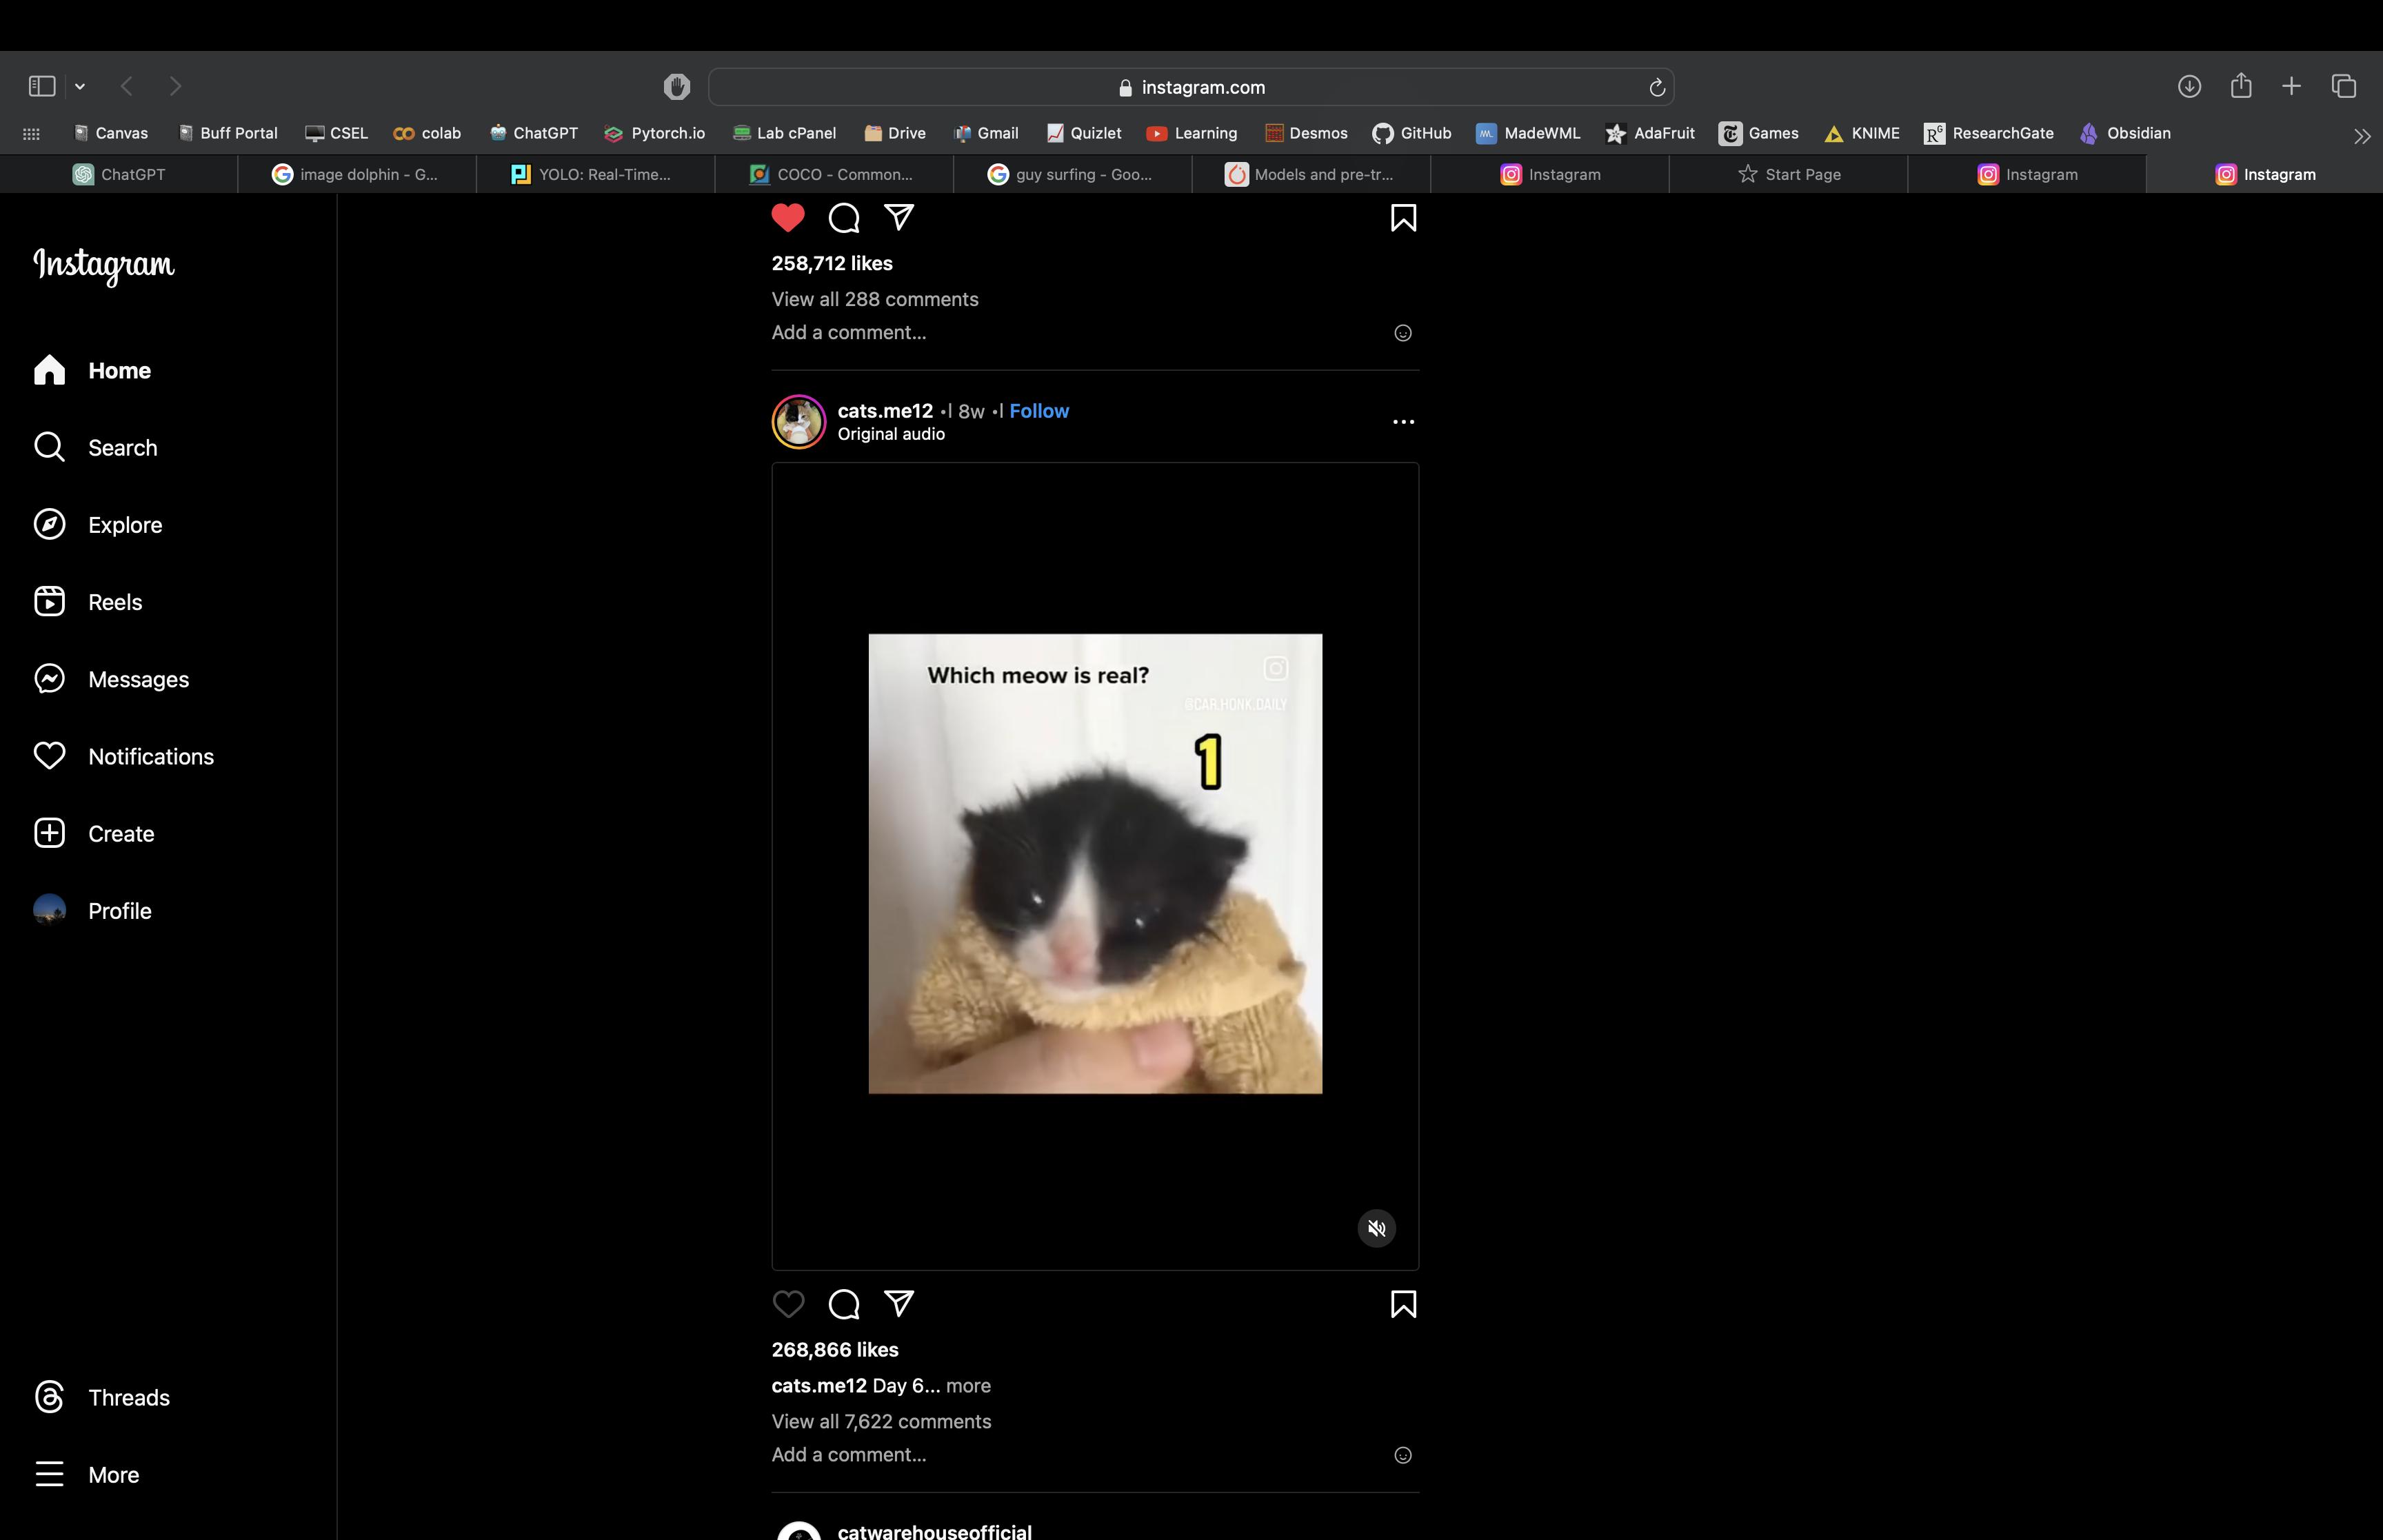 instagram.com
Canvas Buff Portal CSEL colab ChatGPT Pytorch.io Lab cPanel Drive Gmail Quizlet Learning Desmos GitHub MadeWML AdaFruit Games KNIME ResearchGate Obsidian
ChatGPT image dolphin - G... YOLO: Real-Time... COCO - Common... guy surfing - Goo... Models and pre-tr... Instagram Start Page Instagram Instagram
Instagram
Home
Search
Explore
Reels
Messages
Notifications
Create
Profile
Threads
More
258,712 likes
View all 288 comments
Add a comment...
cats.me12 •l 8w •l Follow
Original audio
Which meow is real?
@CAR.HONK.DAILY
1
268,866 likes
cats.me12 Day 6... more
View all 7,622 comments
Add a comment...
catwarehouseofficial